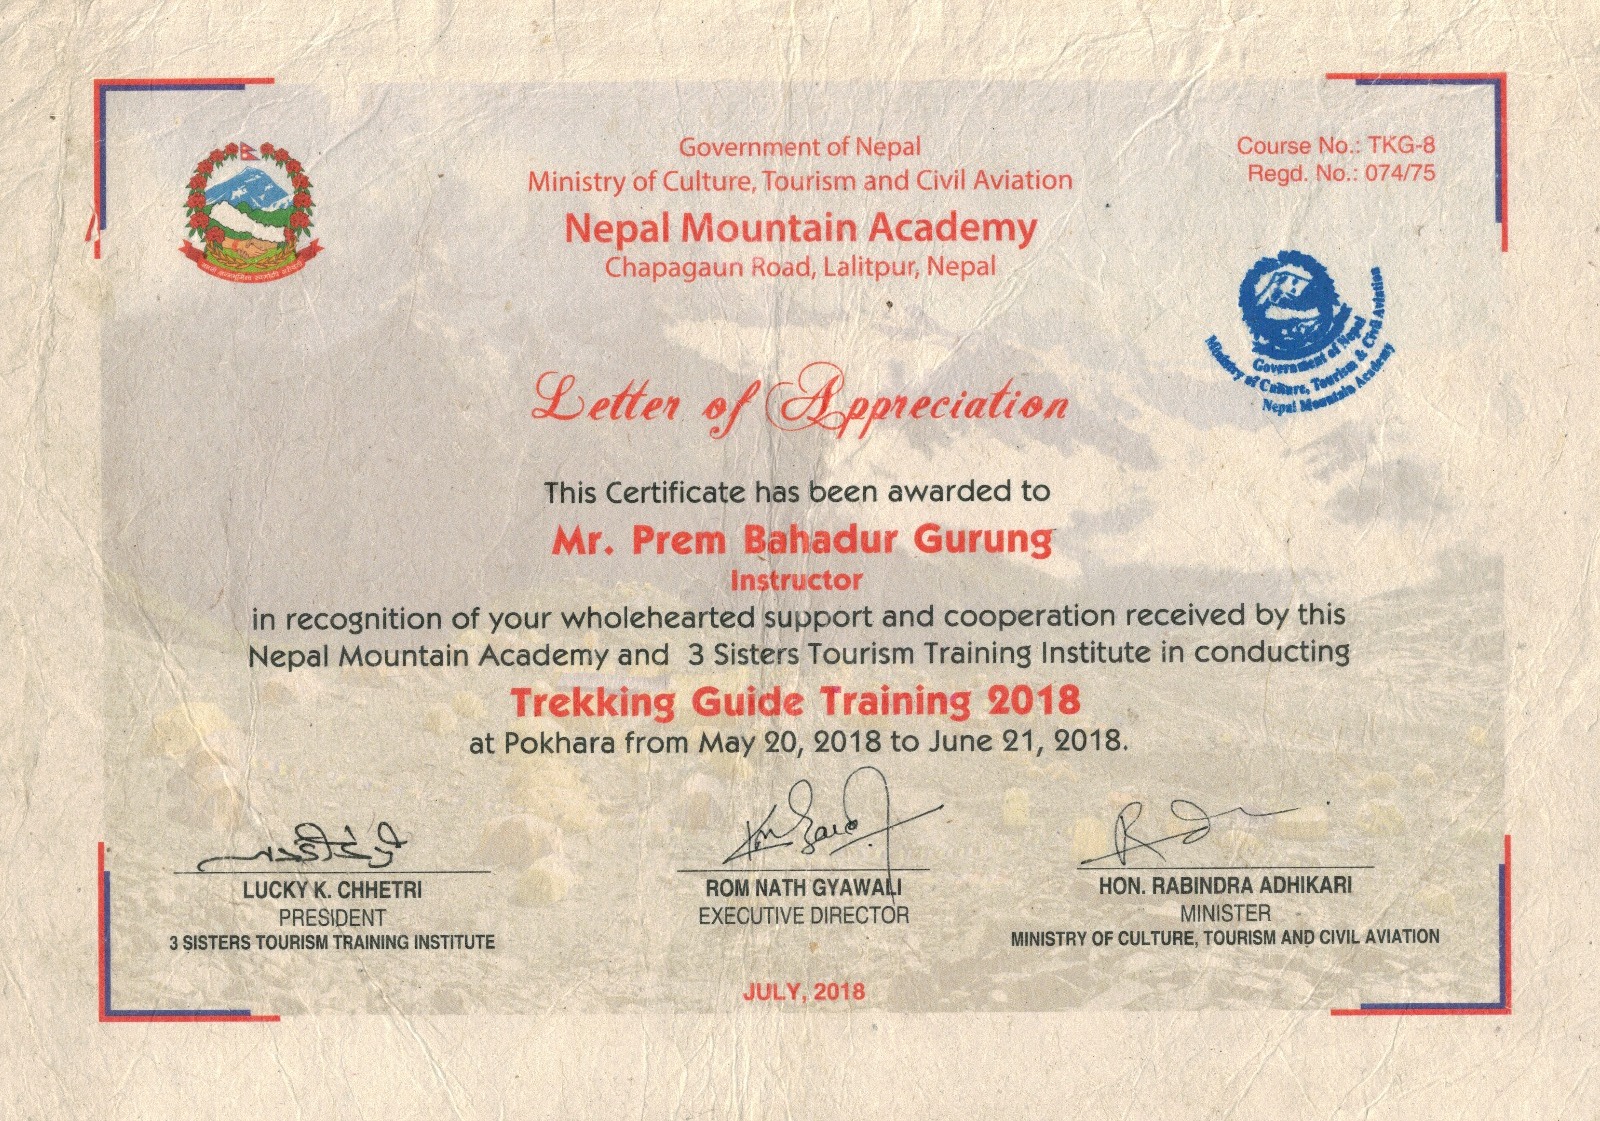 Government of Nepal
Ministry of Culture, Tourism and Civil Aviation
Nepal Mountain Academy
Chapagaun Road, Lalitpur, Nepal
Course No.: TKG-8
Regd. No.: 074/75
Government of Nepal
Ministry of Culture, Tourism & Civil Aviation
Nepal Mountain Academy
Letter of Appreciation
This Certificate has been awarded to
Mr. Prem Bahadur Gurung
Instructor
in recognition of your wholehearted support and cooperation received by this
Nepal Mountain Academy and 3 Sisters Tourism Training Institute in conducting
Trekking Guide Training 2018
at Pokhara from May 20, 2018 to June 21, 2018.
LUCKY K. CHHETRI
PRESIDENT
3 SISTERS TOURISM TRAINING INSTITUTE
ROM NATH GYAWALI
EXECUTIVE DIRECTOR
HON. RABINDRA ADHIKARI
MINISTER
MINISTRY OF CULTURE, TOURISM AND CIVIL AVIATION
JULY, 2018